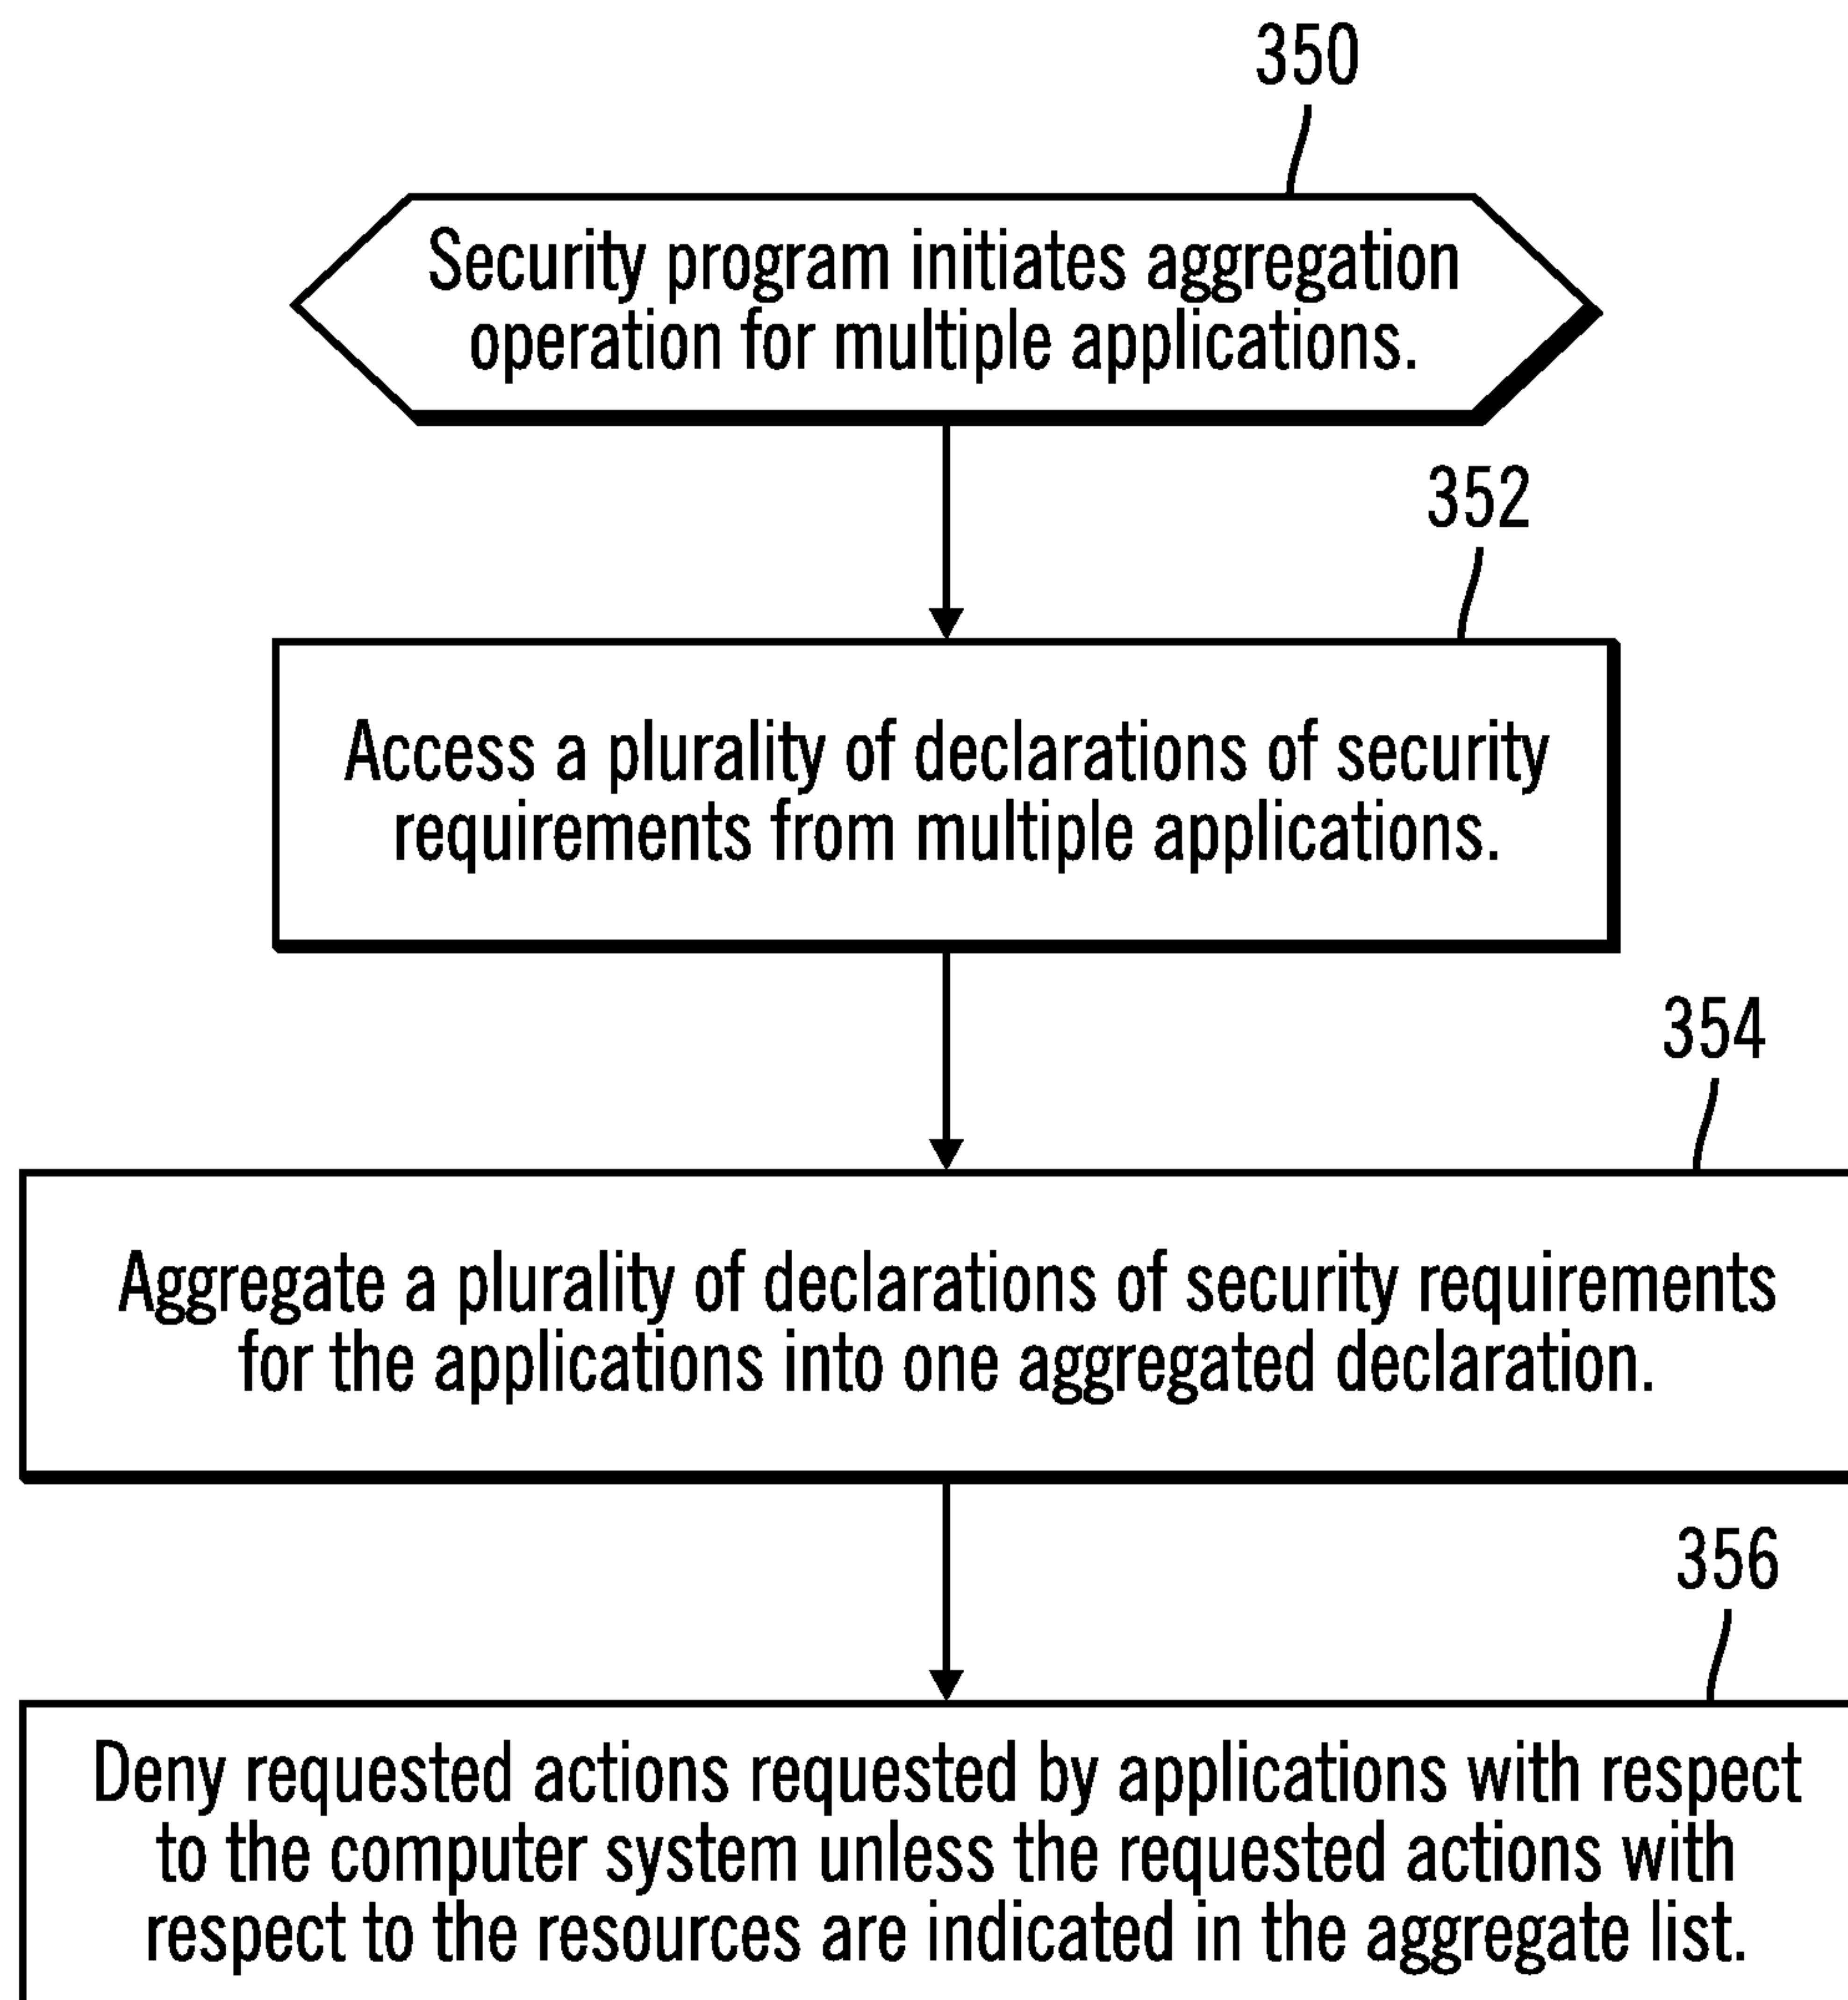 350
Security program initiates aggregation
operation for multiple applications.
352
Access a plurality of declarations of security
requirements from multiple applications.
354
Aggregate a plurality of declarations of security requirements
for the applications into one aggregated declaration.
356
Deny requested actions requested by applications with respect
to the computer system unless the requested actions with
respect to the resources are indicated in the aggregate list.